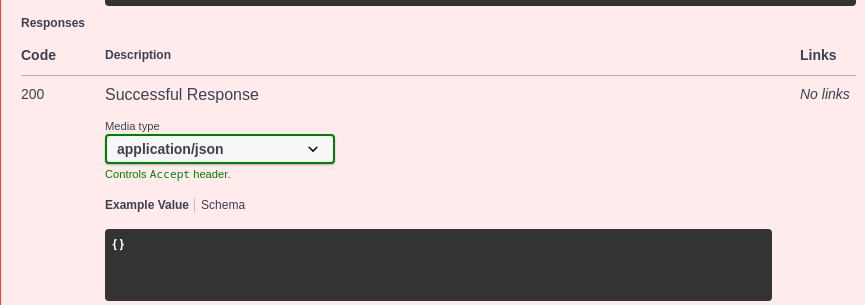 Responses
Code Description Links
200 Successful Response No links
Media type
application/json
Controls Accept header.
Example Value Schema
{}